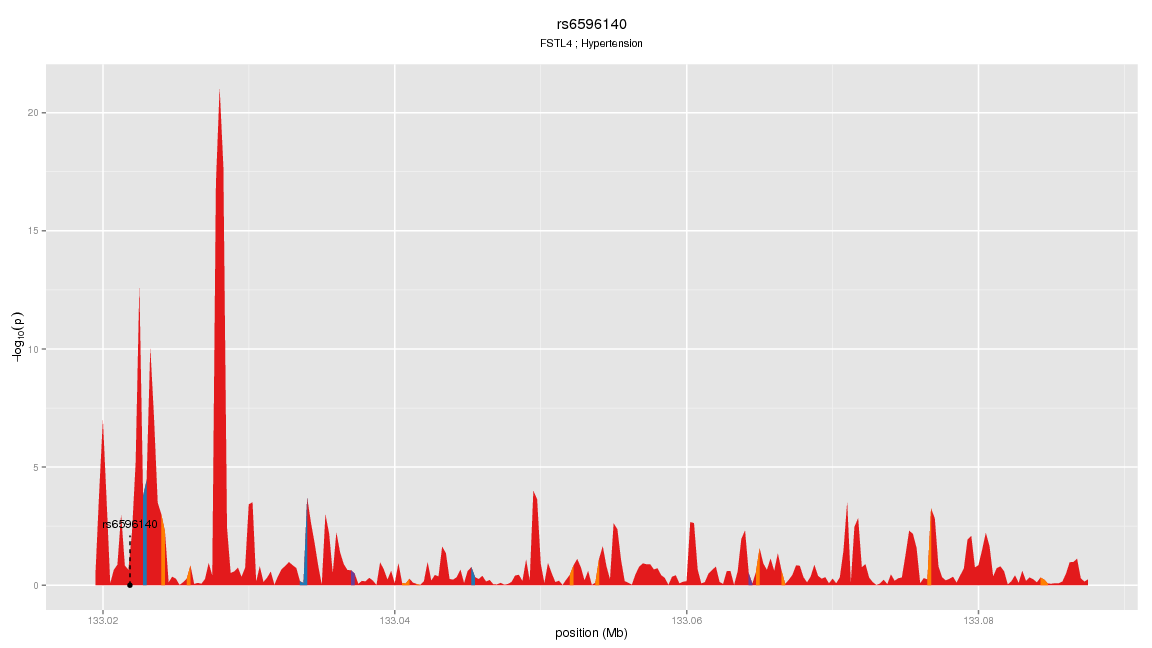 rs6596140
FSTL4 ; Hypertension
20
15
10
5
0
−log10(p)
rs6596140
133.02
133.04
133.06
133.08
position (Mb)